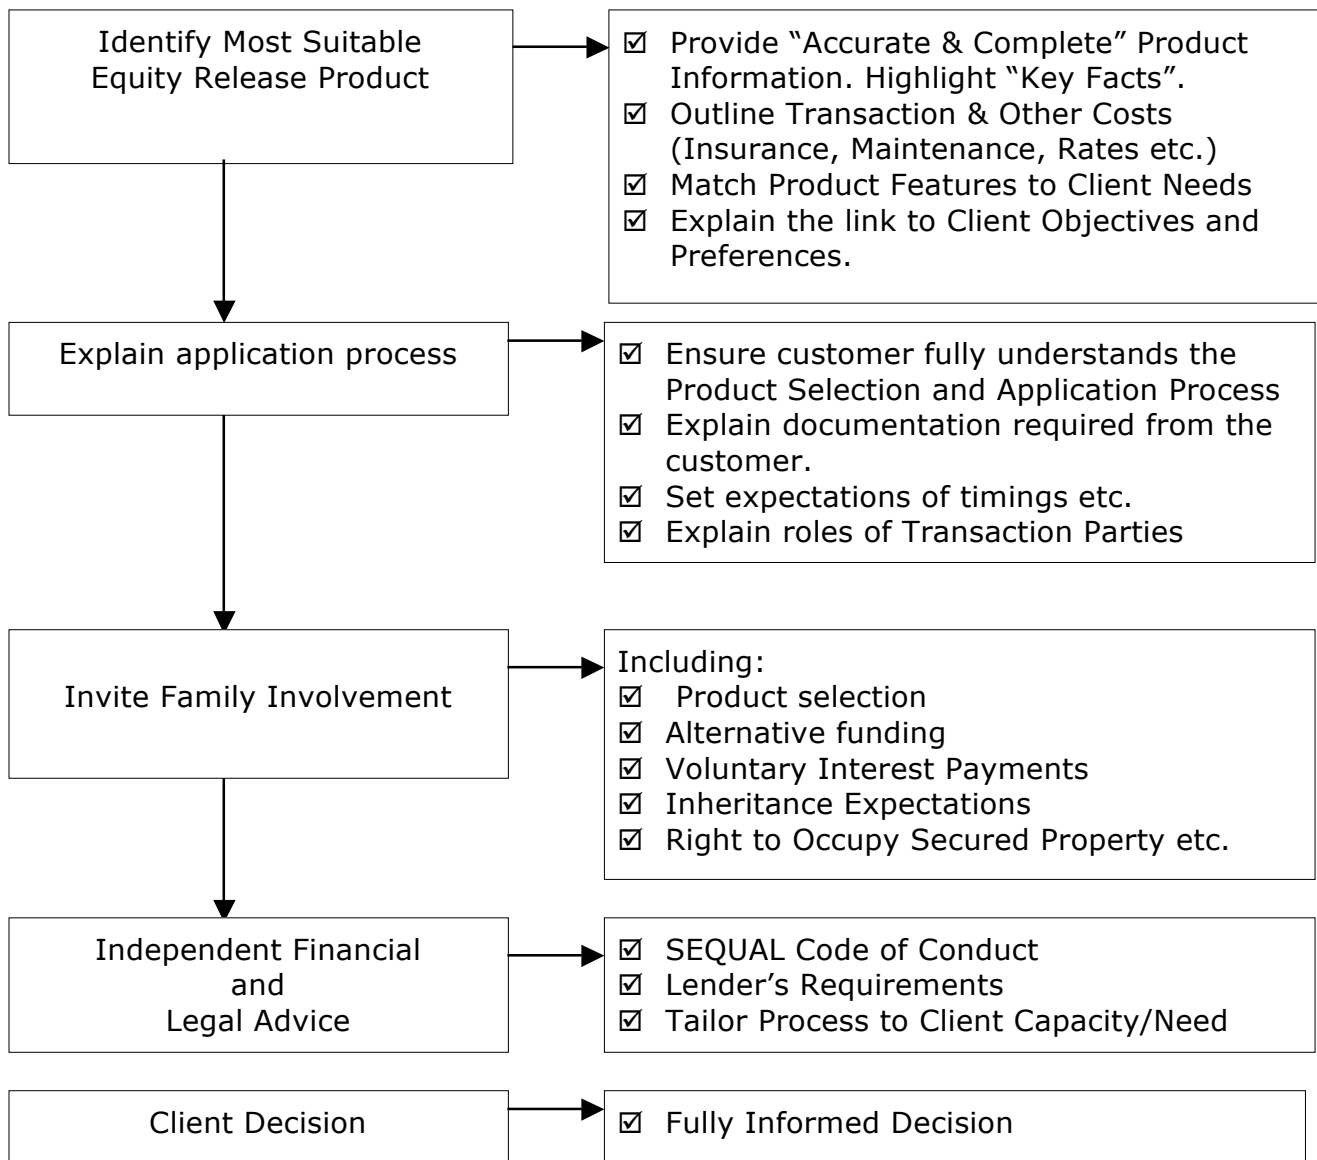 Identify Most Suitable
Equity Release Product
☑ Provide “Accurate & Complete” Product
Information. Highlight “Key Facts”.
☑ Outline Transaction & Other Costs
(Insurance, Maintenance, Rates etc.)
☑ Match Product Features to Client Needs
☑ Explain the link to Client Objectives and
Preferences.
Explain application process
☑ Ensure customer fully understands the
Product Selection and Application Process
☑ Explain documentation required from the
customer.
☑ Set expectations of timings etc.
☑ Explain roles of Transaction Parties
Invite Family Involvement
Including:
☑ Product selection
☑ Alternative funding
☑ Voluntary Interest Payments
☑ Inheritance Expectations
☑ Right to Occupy Secured Property etc.
Independent Financial
and
Legal Advice
☑ SEQUAL Code of Conduct
☑ Lender’s Requirements
☑ Tailor Process to Client Capacity/Need
Client Decision
☑ Fully Informed Decision